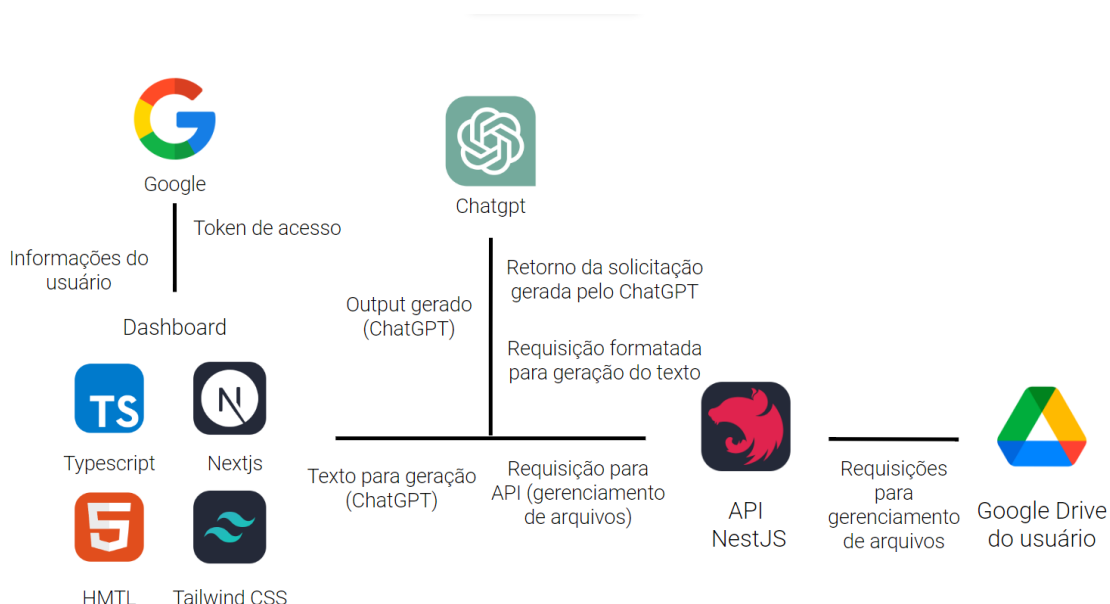 Google
Token de acesso
Informações do
usuário
Dashboard
TS
N
Typescript
Nextjs
5
HMTL
Tailwind CSS
Chatgpt
Output gerado
(ChatGPT)
Retorno da solicitação
gerada pelo ChatGPT
Requisição formatada
para geração do texto
Texto para geração
(ChatGPT)
Requisição para
API (gerenciamento
de arquivos)
API
NestJS
Requisições
para
gerenciamento
de arquivos
Google Drive
do usuário